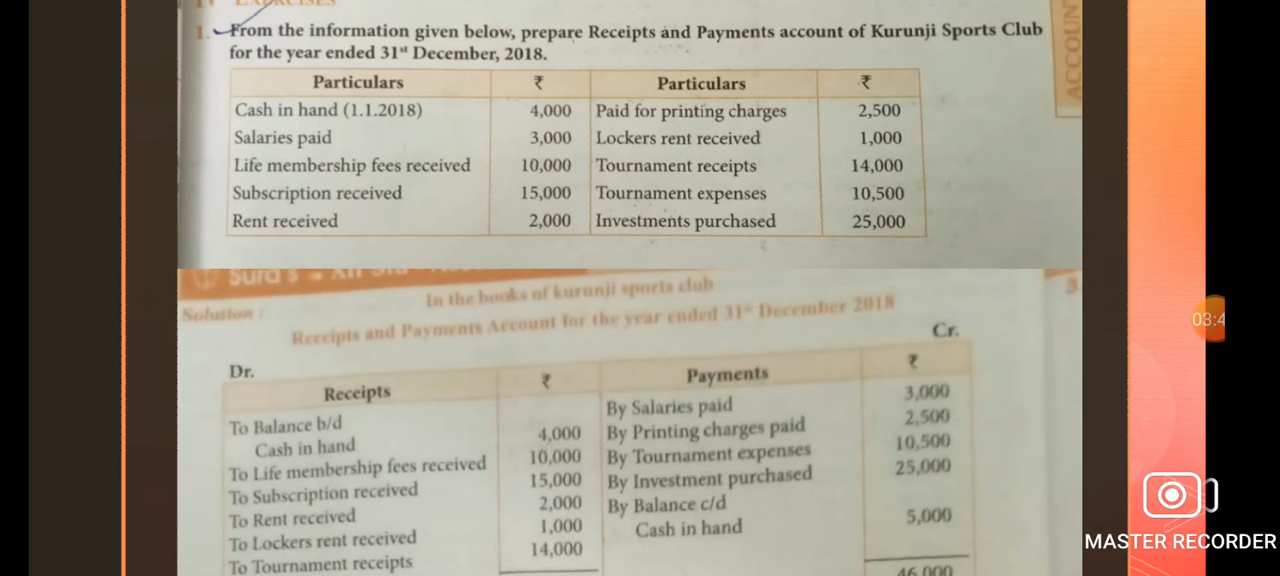 IV EXERCISES
1. From the information given below, prepare Receipts and Payments account of Kurunji Sports Club
for the year ended 31st December, 2018.
Particulars ₹ Particulars ₹
Cash in hand (1.1.2018) 4,000 Paid for printing charges 2,500
Salaries paid 3,000 Lockers rent received 1,000
Life membership fees received 10,000 Tournament receipts 14,000
Subscription received 15,000 Tournament expenses 10,500
Rent received 2,000 Investments purchased 25,000
ACCOUN
Sura's XII Std
Solution :
In the books of kurunji sports club
Receipts and Payments Account for the year ended 31st December 2018
Dr. Cr.
Receipts ₹ Payments ₹
To Balance b/d By Salaries paid 3,000
Cash in hand 4,000 By Printing charges paid 2,500
To Life membership fees received 10,000 By Tournament expenses 10,500
To Subscription received 15,000 By Investment purchased 25,000
To Rent received 2,000 By Balance c/d
To Lockers rent received 1,000 Cash in hand 5,000
To Tournament receipts 14,000
46,000
03:4
MASTER RECORDER